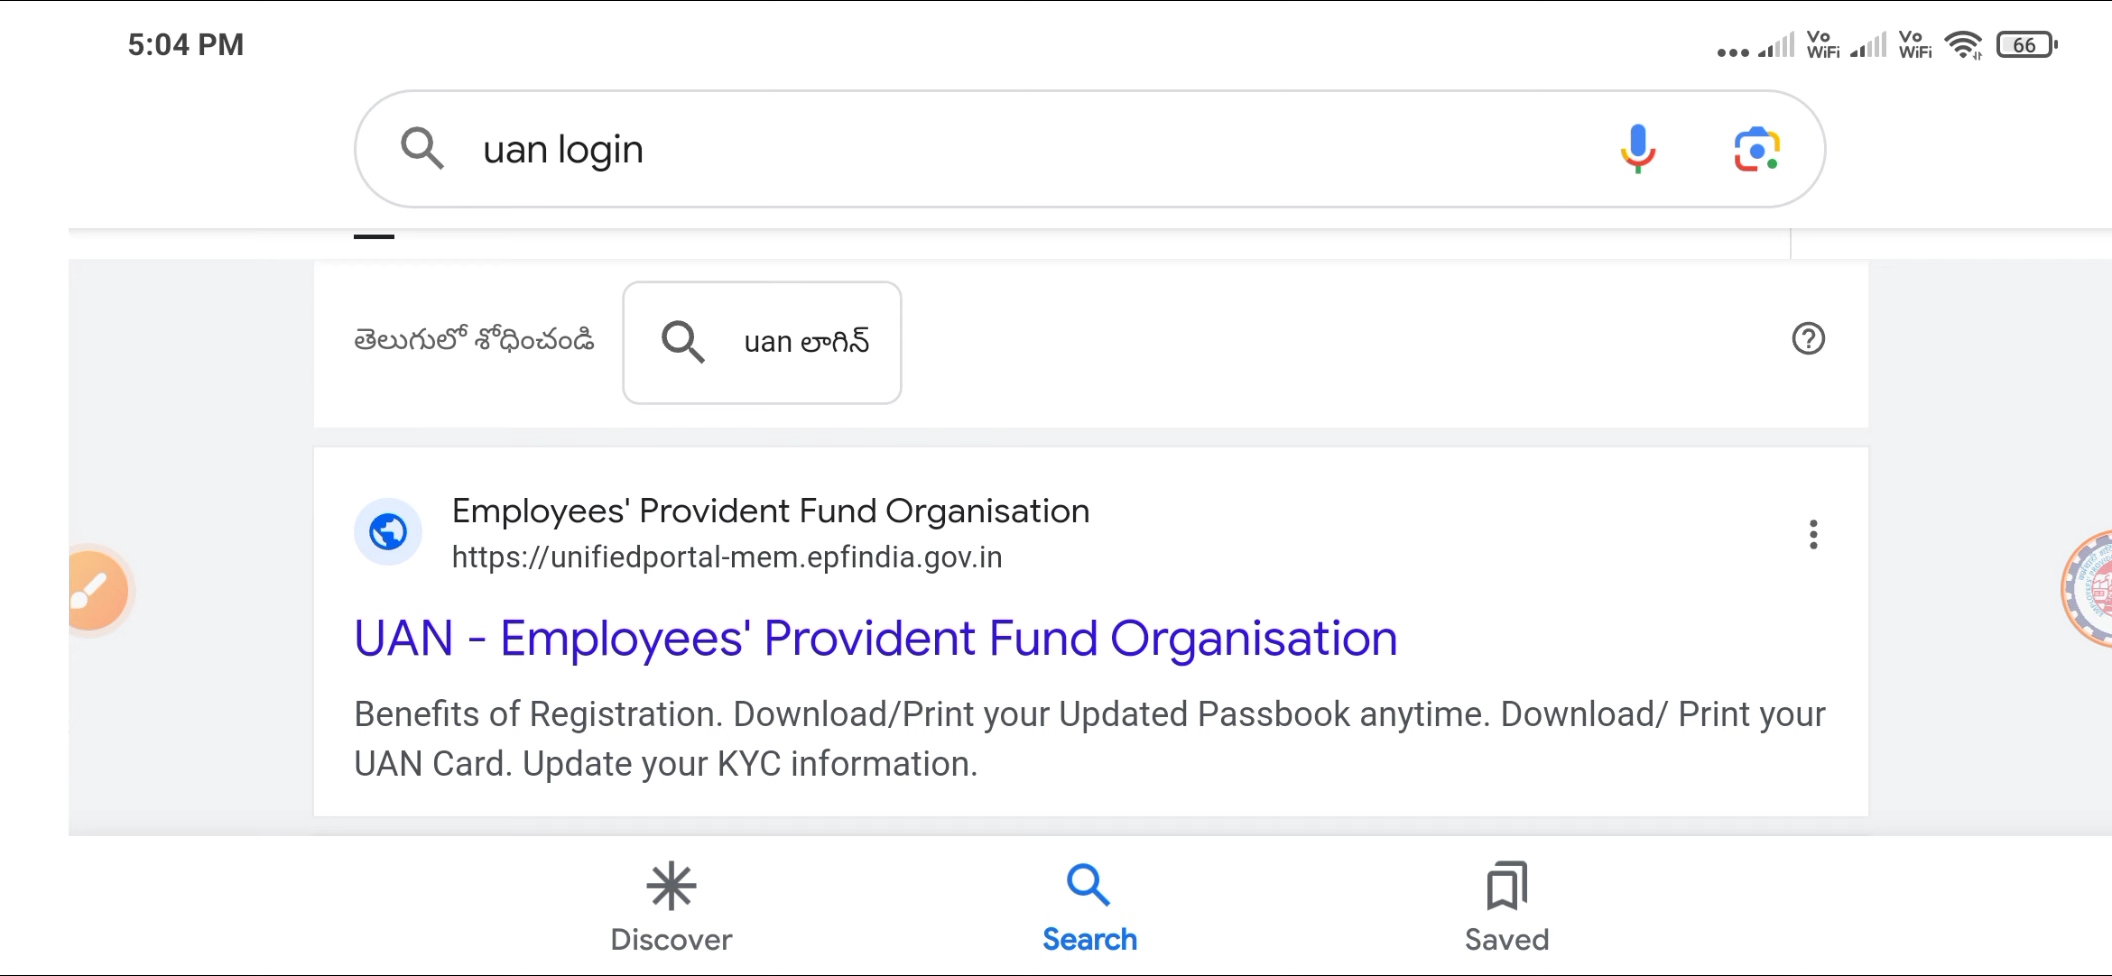 5:04 PM
Vo WiFi Vo WiFi 66
uan login
తెలుగులో శోధించండి uan లాగిన్
Employees' Provident Fund Organisation
https://unifiedportal-mem.epfindia.gov.in
UAN - Employees' Provident Fund Organisation
Benefits of Registration. Download/Print your Updated Passbook anytime. Download/ Print your
UAN Card. Update your KYC information.
Discover Search Saved